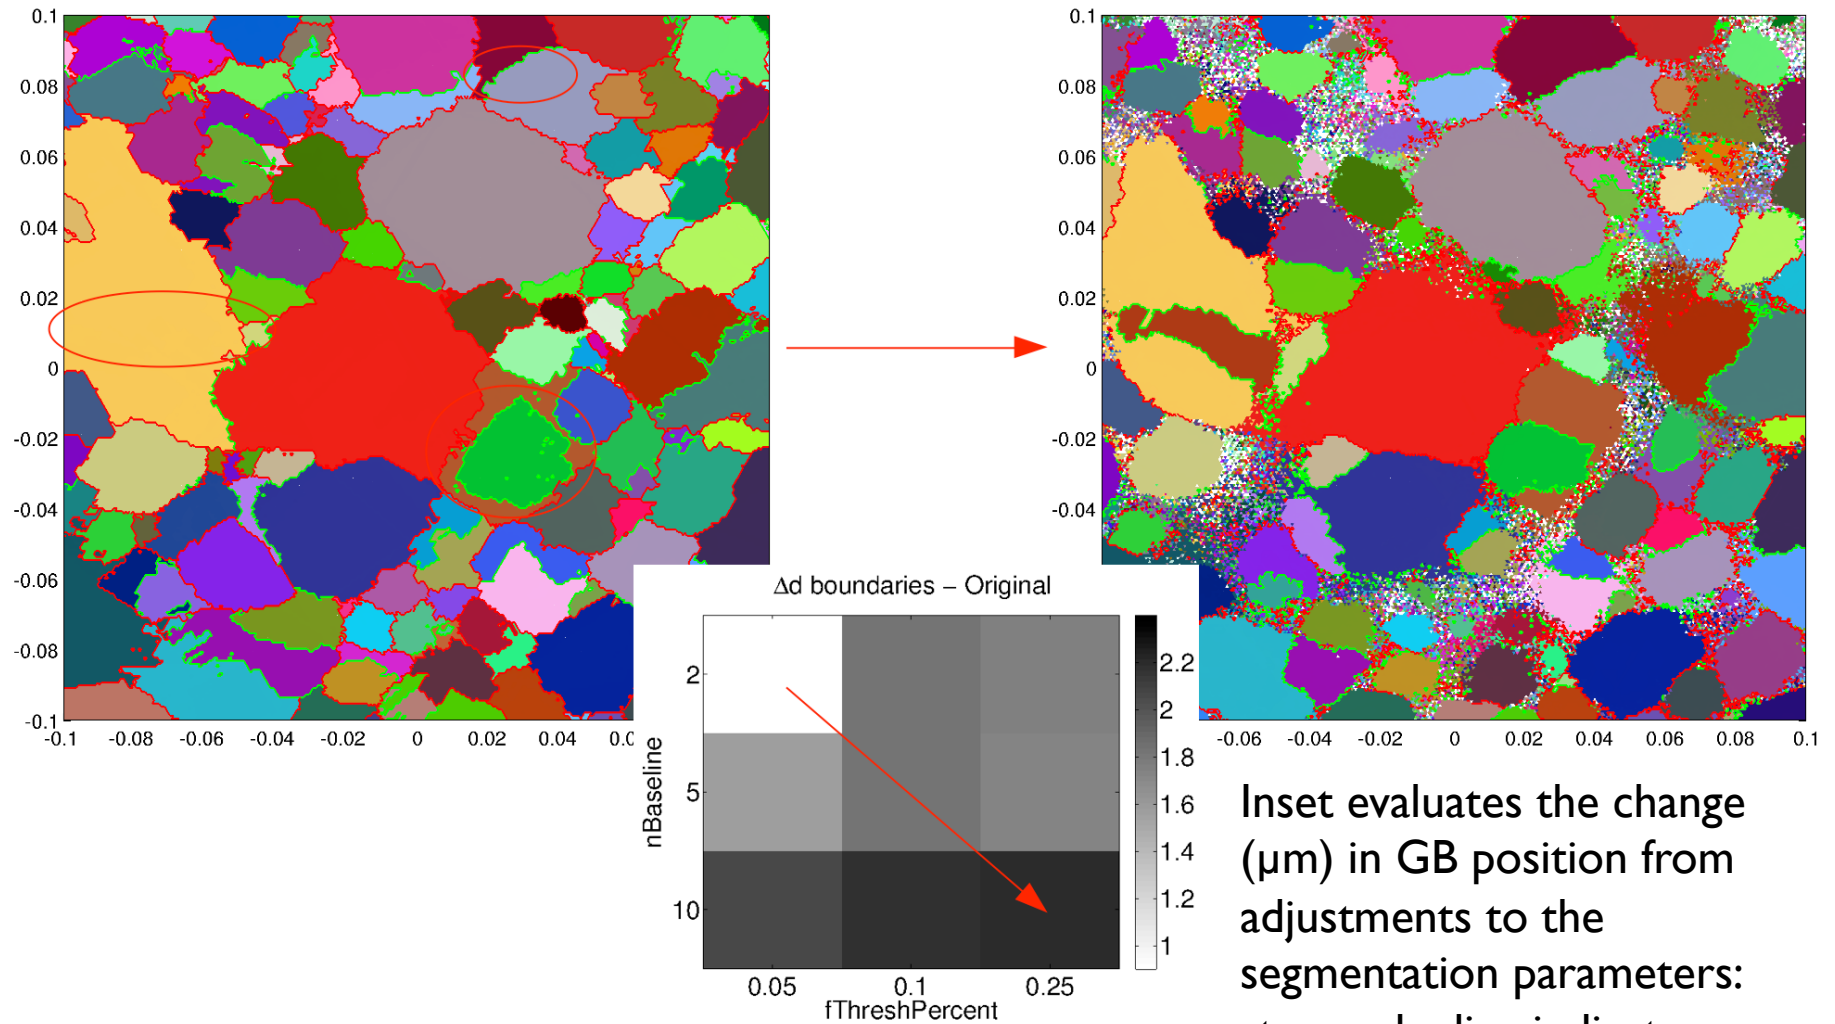 0.1
0.08
0.06
0.04
0.02
0
-0.02
-0.04
-0.06
-0.08
-0.1
-0.1 -0.08 -0.06 -0.04 -0.02 0 0.02 0.04
0.1
0.08
0.06
0.04
0.02
0
-0.02
-0.04
-0.06 -0.04 -0.02 0 0.02 0.04 0.06 0.08 0.1
Δd boundaries – Original
nBaseline
2
5
10
0.05 0.1 0.25
fThreshPercent
2.2
2
1.8
1.6
1.4
1.2
1
Inset evaluates the change
(µm) in GB position from
adjustments to the
segmentation parameters: